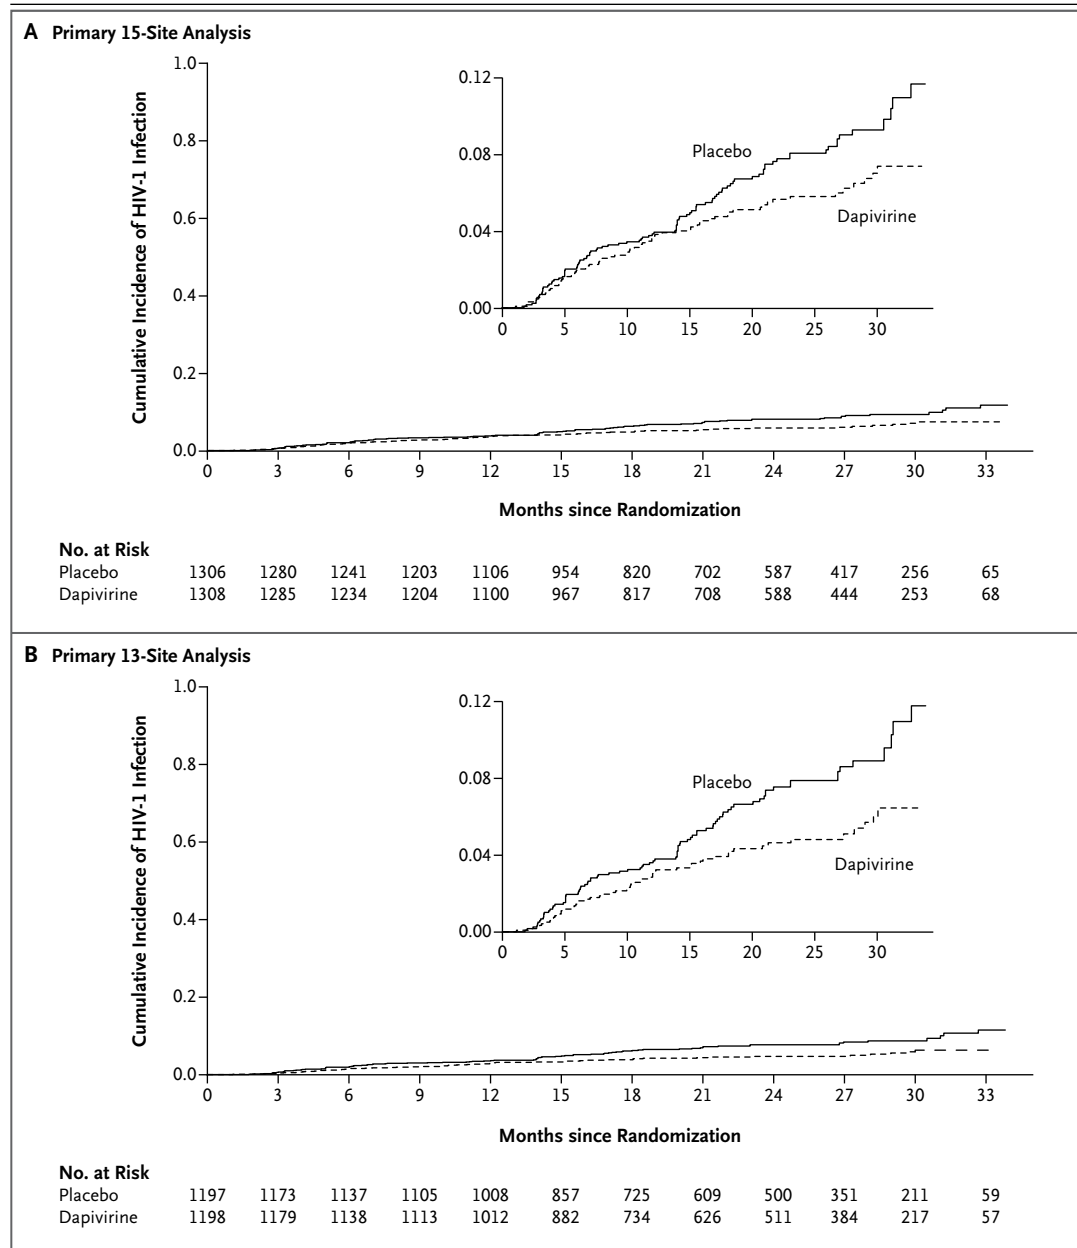 A Primary 15-Site Analysis
Cumulative Incidence of HIV-1 Infection
1.0
0.8
0.6
0.4
0.2
0.0
0 3 6 9 12 15 18 21 24 27 30 33
0.12
0.08
0.04
0.00
0 5 10 15 20 25 30
Placebo
Dapivirine
Months since Randomization
No. at Risk
Placebo 1306 1280 1241 1203 1106 954 820 702 587 417 256 65
Dapivirine 1308 1285 1234 1204 1100 967 817 708 588 444 253 68
B Primary 13-Site Analysis
Cumulative Incidence of HIV-1 Infection
1.0
0.8
0.6
0.4
0.2
0.0
0 3 6 9 12 15 18 21 24 27 30 33
0.12
0.08
0.04
0.00
0 5 10 15 20 25 30
Placebo
Dapivirine
Months since Randomization
No. at Risk
Placebo 1197 1173 1137 1105 1008 857 725 609 500 351 211 59
Dapivirine 1198 1179 1138 1113 1012 882 734 626 511 384 217 57